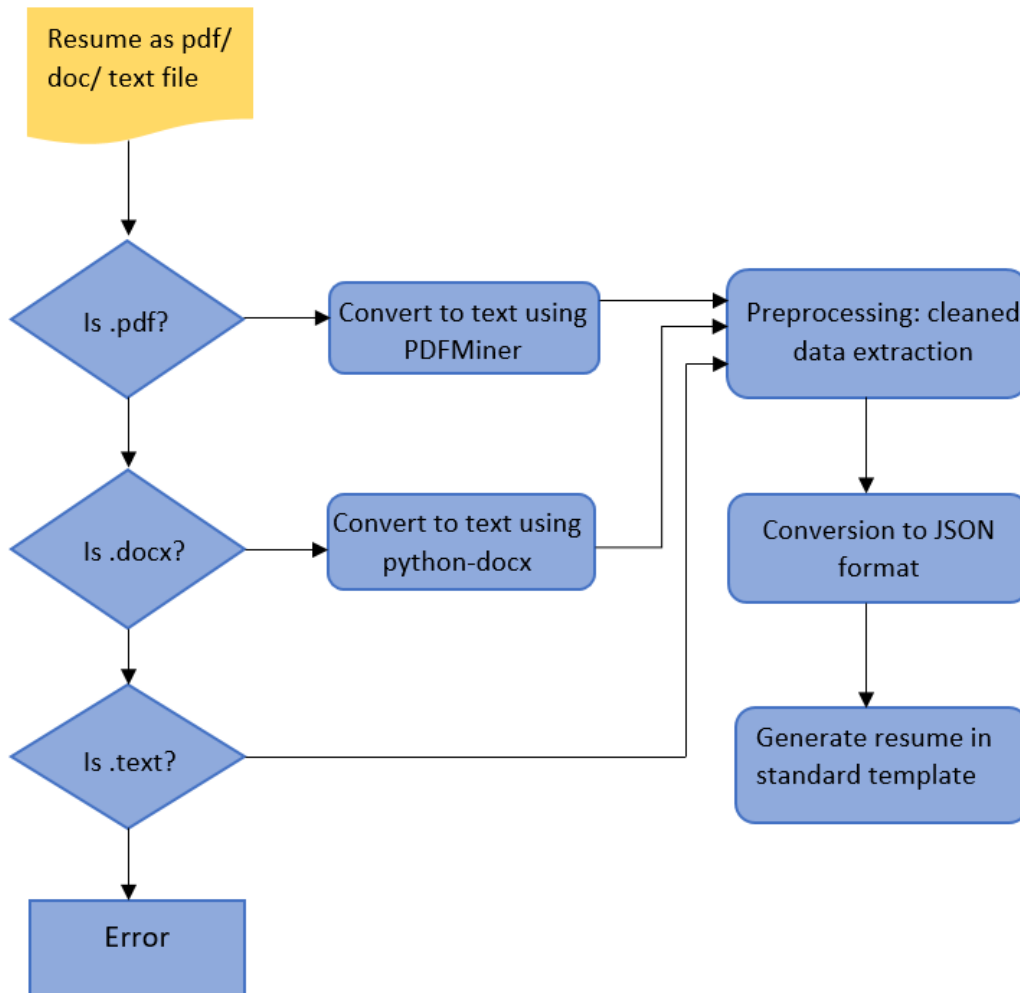 Resume as pdf/
doc/ text file
Is .pdf?
Convert to text using
PDFMiner
Preprocessing: cleaned
data extraction
Is .docx?
Convert to text using
python-docx
Conversion to JSON
format
Is .text?
Generate resume in
standard template
Error